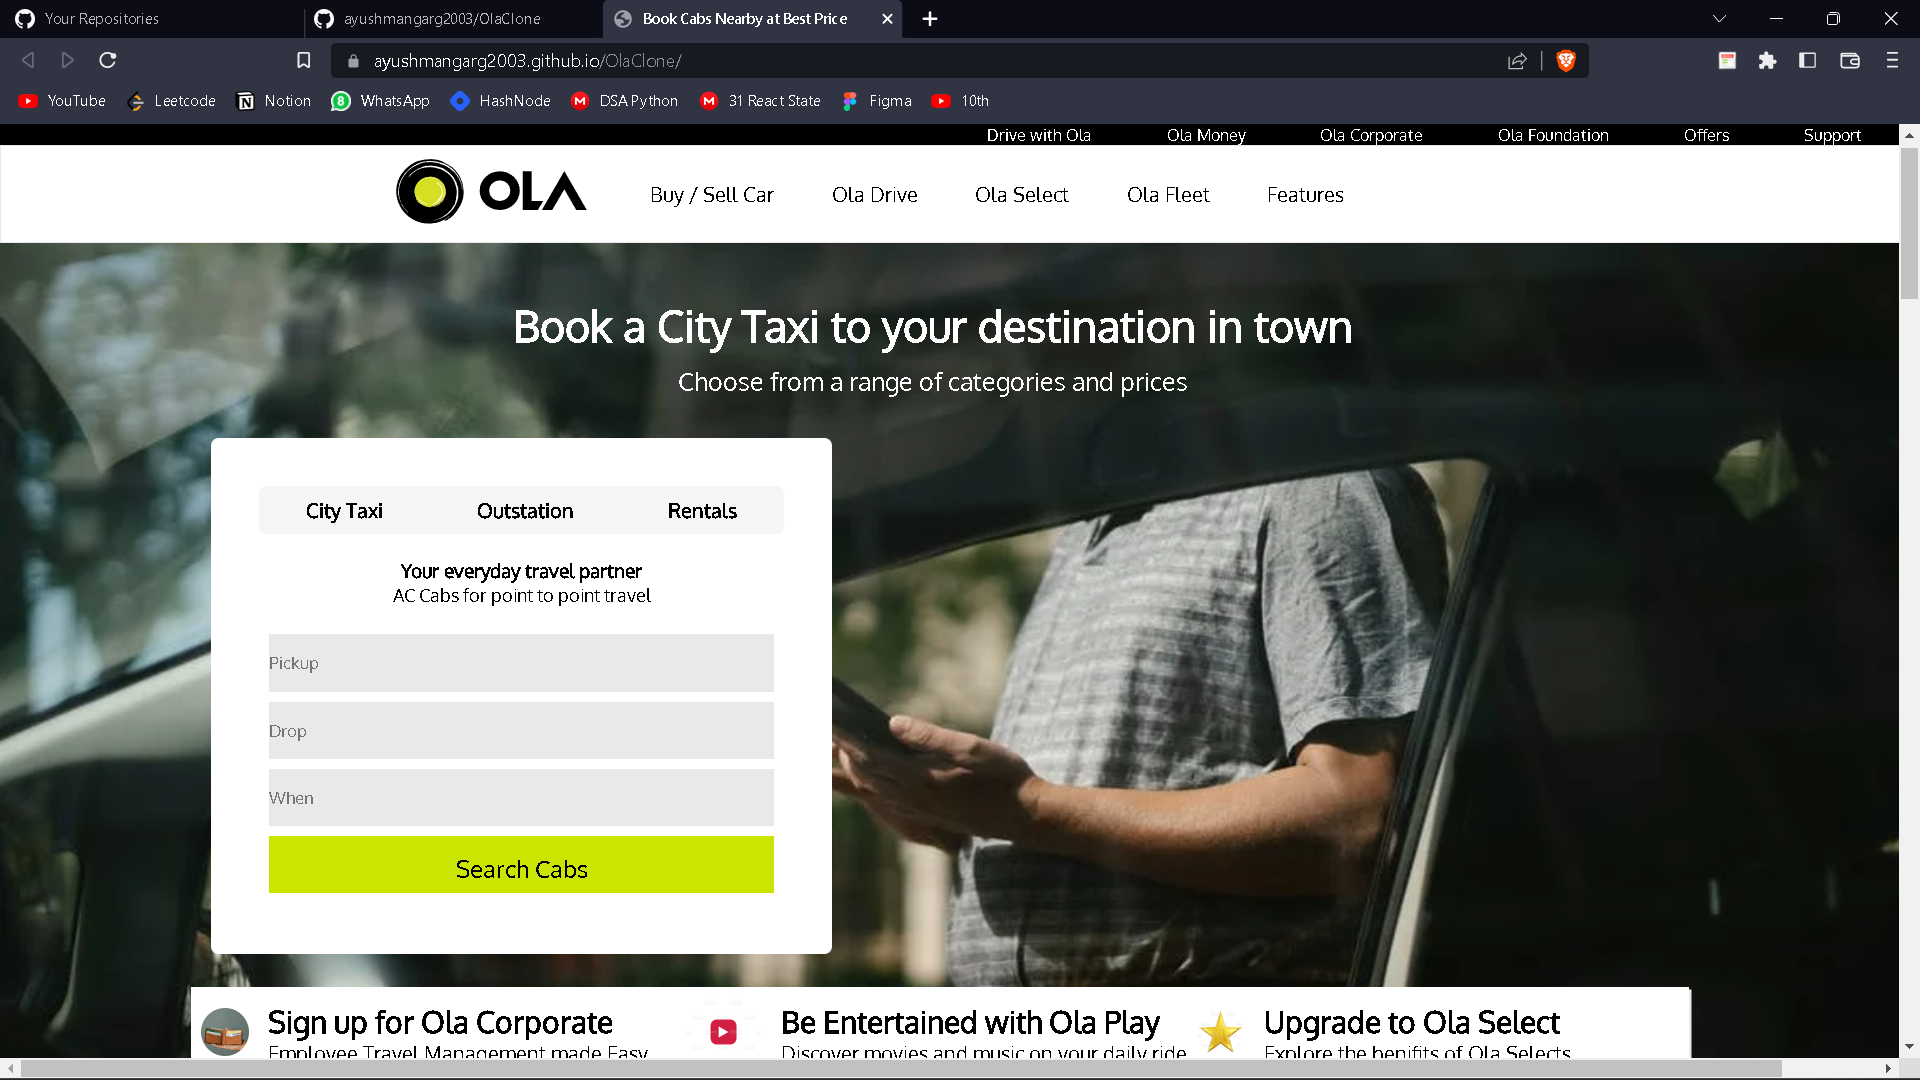 Your Repositories
ayushmangarg2003/OlaClone
Book Cabs Nearby at Best Price
ayushmangarg2003.github.io/OlaClone/
YouTube
Leetcode
Notion
8
WhatsApp
HashNode
M
DSA Python
M
31 React State
Figma
10th
Drive with Ola
Ola Money
Ola Corporate
Ola Foundation
Offers
Support
OLA
Buy / Sell Car
Ola Drive
Ola Select
Ola Fleet
Features
Book a City Taxi to your destination in town
Choose from a range of categories and prices
City Taxi
Outstation
Rentals
Your everyday travel partner
AC Cabs for point to point travel
Pickup
Drop
When
Search Cabs
Sign up for Ola Corporate
Be Entertained with Ola Play
Upgrade to Ola Select
Employee Travel Management made Easy
Discover movies and music on your daily ride
Explore the benifits of Ola Selects